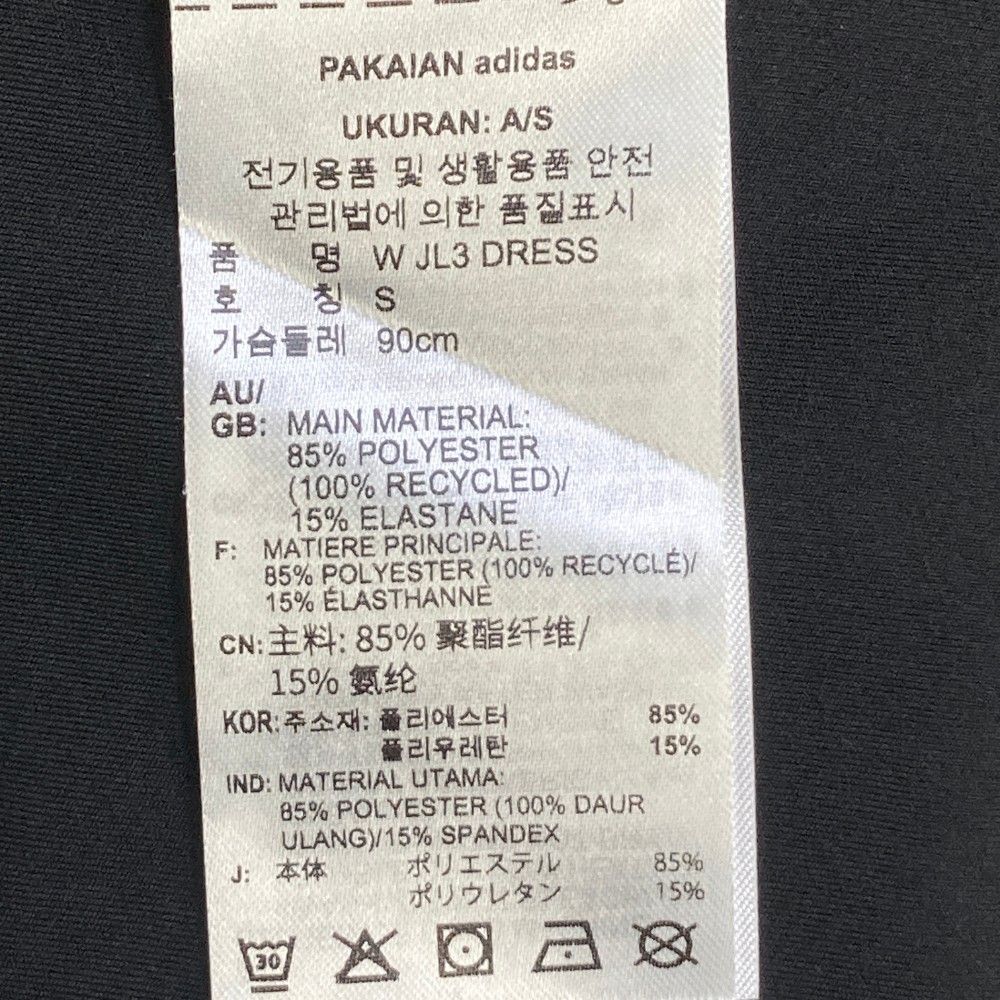 PAKAIAN adidas
UKURAN: A/S
전기용품 및 생활용품 안전
관리법에 의한 품질표시
품 명 W JL3 DRESS
호 칭 S
가슴둘레 90cm
AU/
GB: MAIN MATERIAL:
85% POLYESTER
(100% RECYCLED)/
15% ELASTANE
F: MATIERE PRINCIPALE:
85% POLYESTER (100% RECYCLÉ)/
15% ÉLASTHANNE
CN: 主料: 85% 聚酯纤维/
15% 氨纶
KOR: 주소재: 폴리에스터 85%
폴리우레탄 15%
IND: MATERIAL UTAMA:
85% POLYESTER (100% DAUR
ULANG)/15% SPANDEX
J: 本体 ポリエステル 85%
ポリウレタン 15%
30